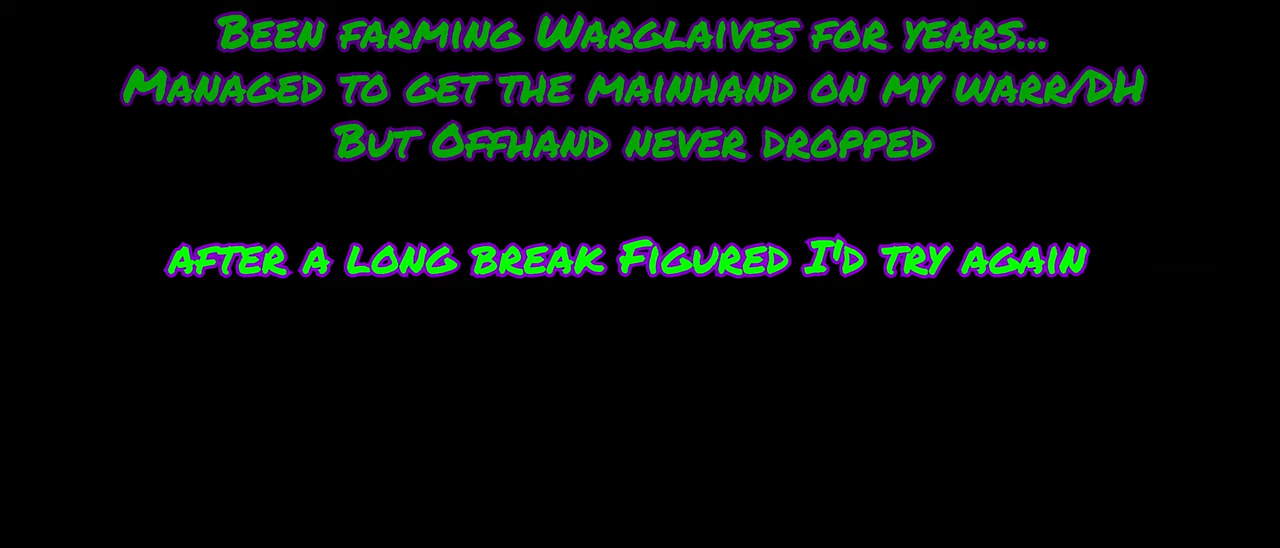 Been farming Warglaives for years...
Managed to get the mainhand on my warr/DH
But Offhand never dropped
after a long break Figured I'd try again